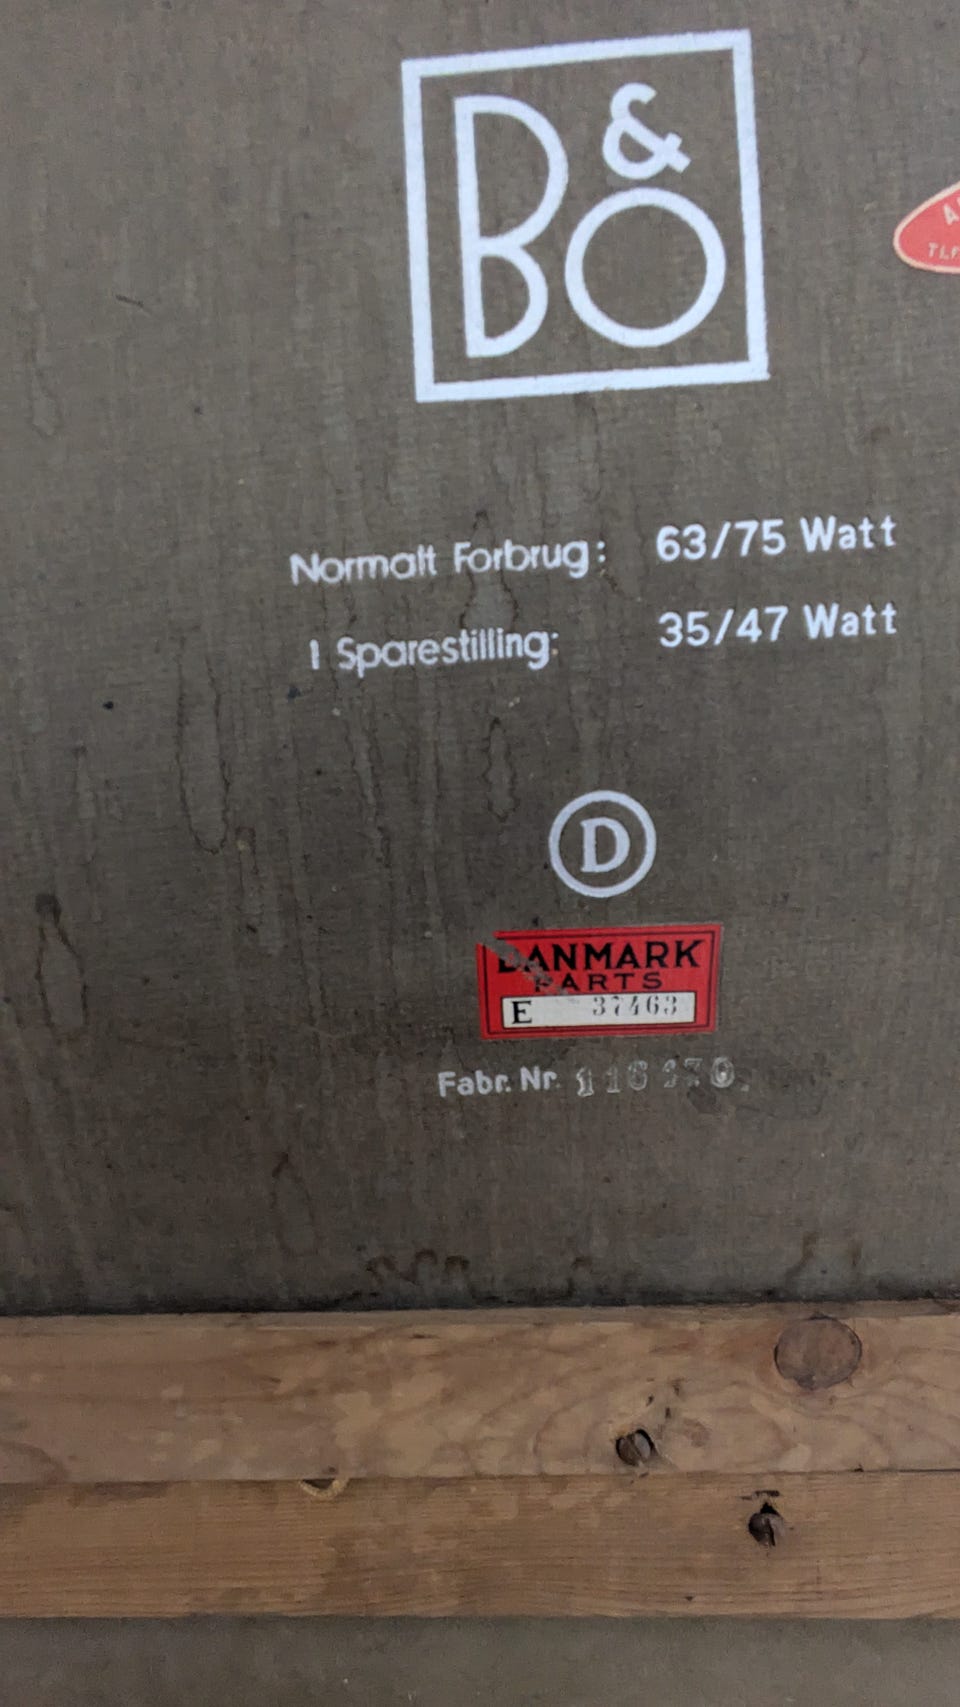 B&O
Normalt Forbrug: 63/75 Watt
I Sparestilling: 35/47 Watt
D
DANMARK
PARTS
E 37463
Fabr. Nr.